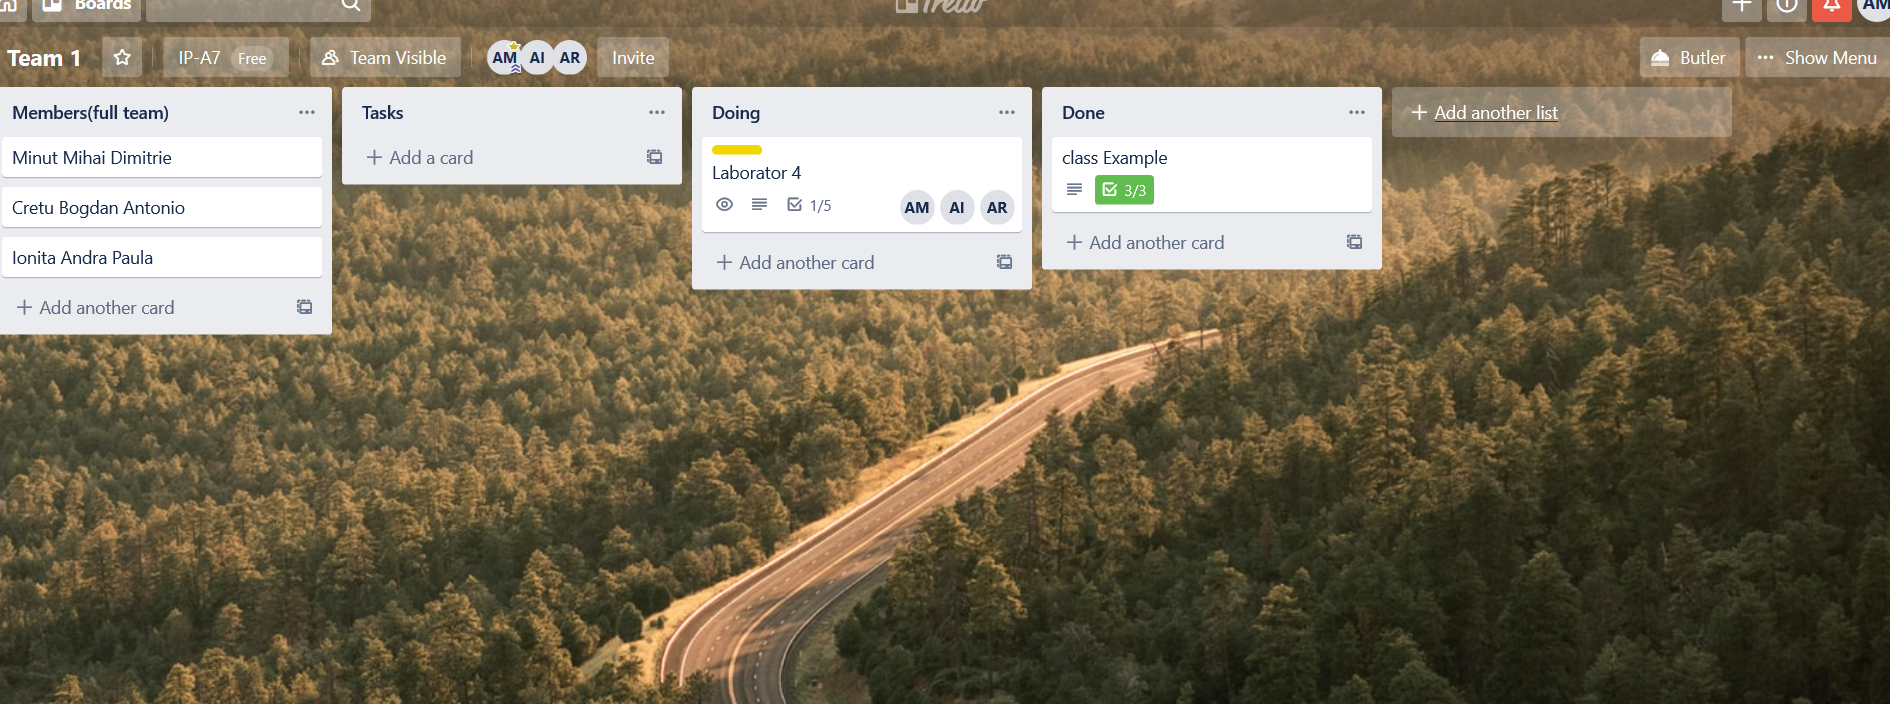 Boards
Trello
AM
Team 1
IP-A7 Free
Team Visible
AM AI AR
Invite
Butler
Show Menu
Members(full team)
Minut Mihai Dimitrie
Cretu Bogdan Antonio
Ionita Andra Paula
Add another card
Tasks
Add a card
Doing
Laborator 4
1/5
AM AI AR
Add another card
Done
class Example
3/3
Add another card
Add another list